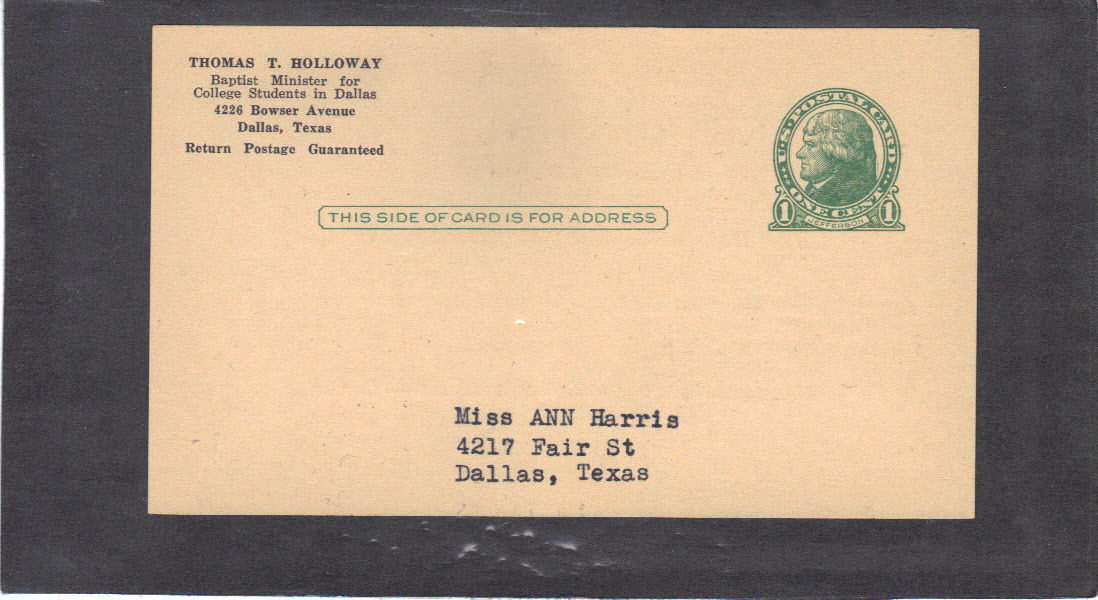 THOMAS T. HOLLOWAY
Baptist Minister for
College Students in Dallas
4226 Bowser Avenue
Dallas, Texas
Return Postage Guaranteed
U.S. POSTAL CARD
ONE CENT
1 1
JEFFERSON
THIS SIDE OF CARD IS FOR ADDRESS
Miss ANN Harris
4217 Fair St
Dallas, Texas